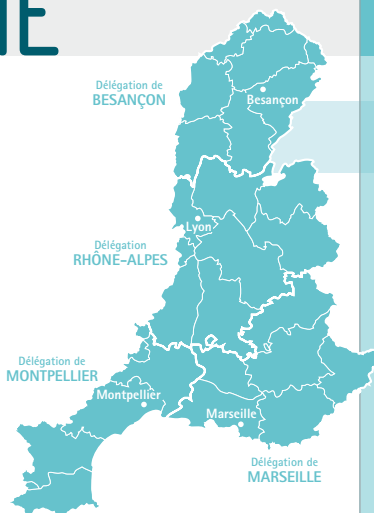 Délégation de
BESANÇON
Besançon
Lyon
Délégation
RHÔNE-ALPES
Délégation de
MONTPELLIER
Montpellier
Marseille
Délégation de
MARSEILLE